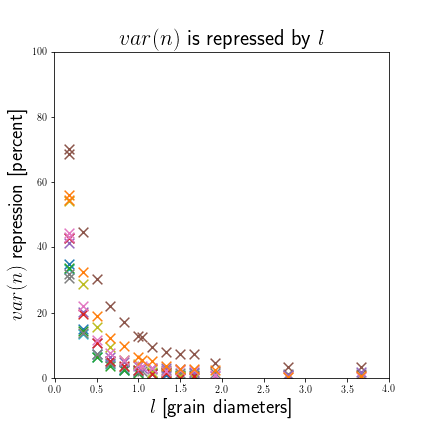 var(n) is repressed by l
var(n) repression [percent]
100
80
60
40
20
0
0.0 0.5 1.0 1.5 2.0 2.5 3.0 3.5 4.0
l [grain diameters]